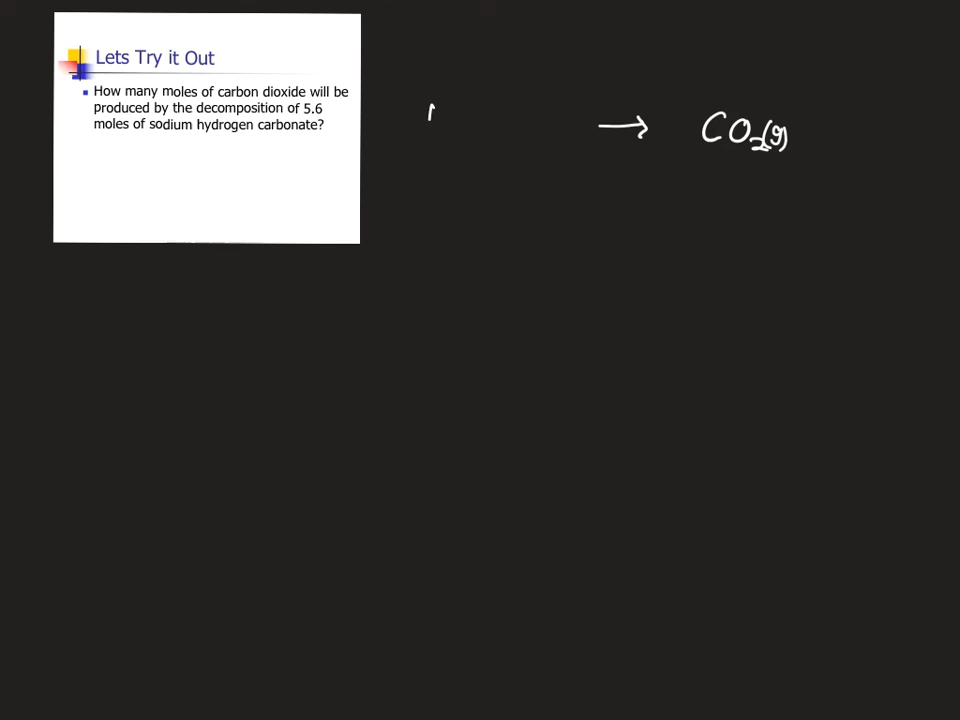 Lets Try it Out
How many moles of carbon dioxide will be
produced by the decomposition of 5.6
moles of sodium hydrogen carbonate?
→ CO₂(g)